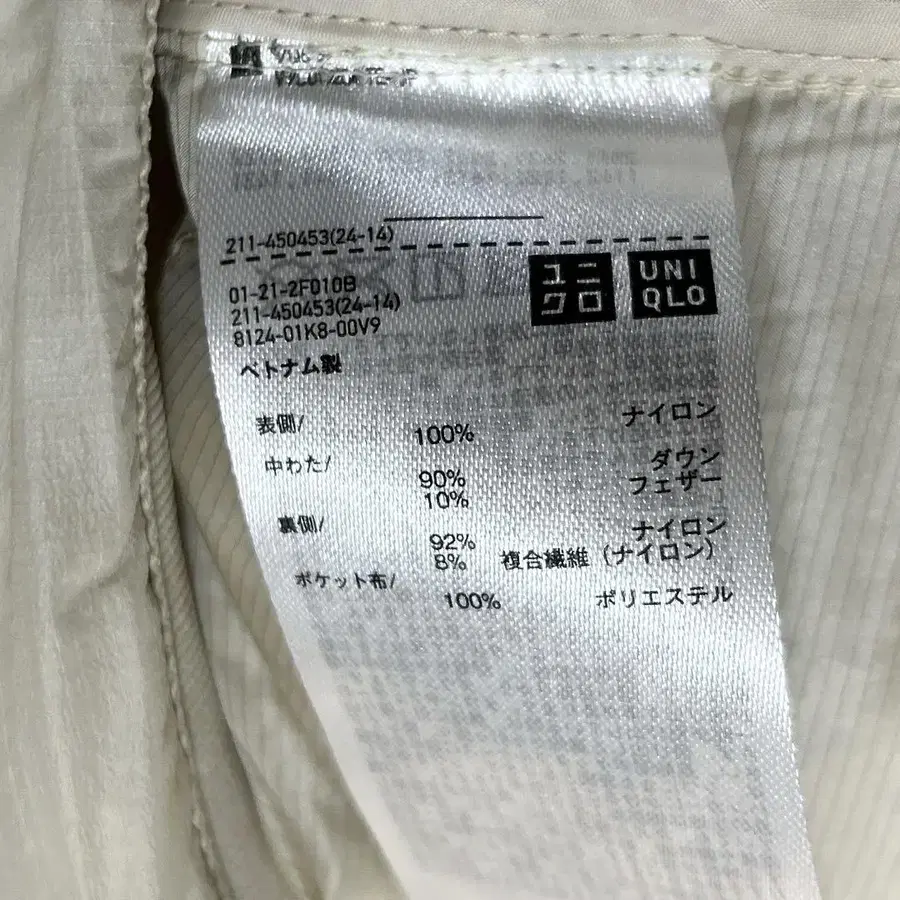 211-450453(24-14)
ユニクロ
UNIQLO
01-21-2F010B
211-450453(24-14)
8124-01K8-00V9
ベトナム製
表側/ 100% ナイロン
中わた/ 90% ダウン
10% フェザー
裏側/ 92% ナイロン
8% 複合繊維（ナイロン）
ポケット布/ 100% ポリエステル